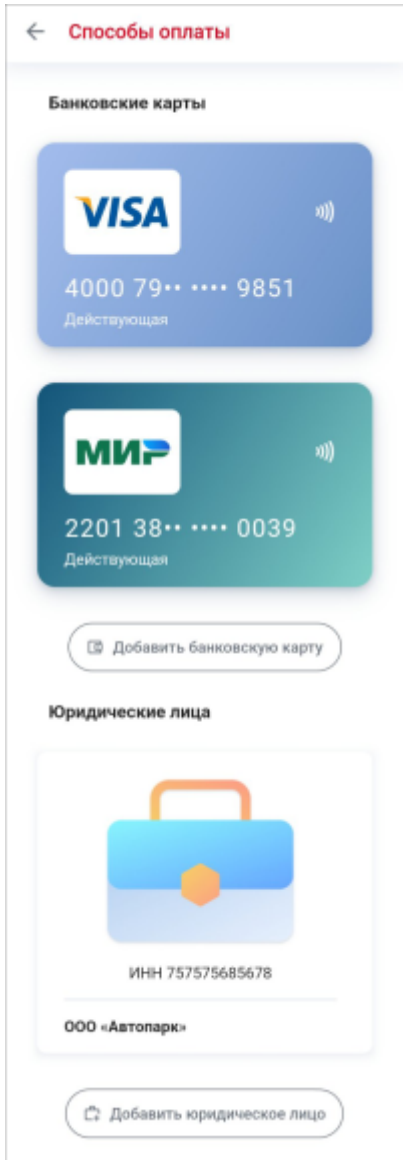 Способы оплаты
Банковские карты
VISA
4000 79•• •••• 9851
Действующая
МИР
2201 38•• •••• 0039
Действующая
Добавить банковскую карту
Юридические лица
ИНН 757575685678
ООО «Автопарк»
Добавить юридическое лицо